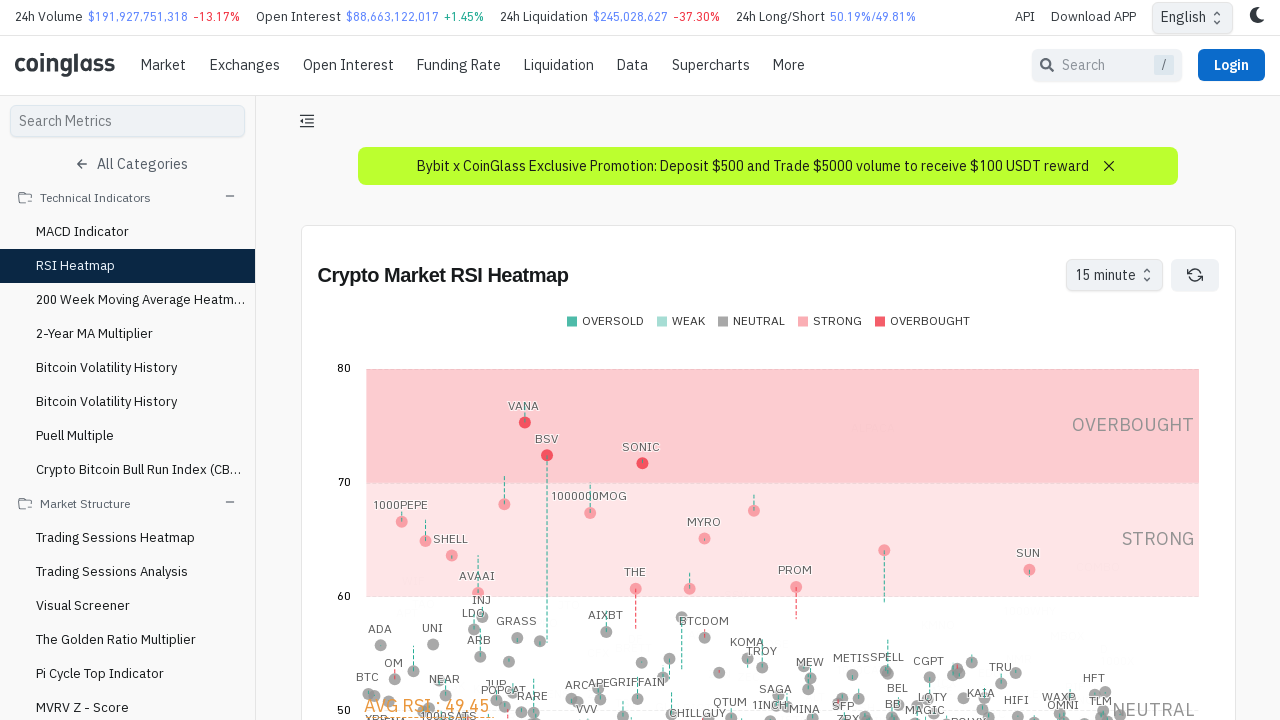 24h Volume $191,927,751,318 -13.17% Open Interest $88,663,122,017 +1.45% 24h Liquidation $245,028,627 -37.30% 24h Long/Short 50.19%/49.81% API Download APP English
coinglass Market Exchanges Open Interest Funding Rate Liquidation Data Supercharts More Search / Login
Search Metrics
All Categories
Technical Indicators
MACD Indicator
RSI Heatmap
200 Week Moving Average Heatm...
2-Year MA Multiplier
Bitcoin Volatility History
Bitcoin Volatility History
Puell Multiple
Crypto Bitcoin Bull Run Index (CB...
Market Structure
Trading Sessions Heatmap
Trading Sessions Analysis
Visual Screener
The Golden Ratio Multiplier
Pi Cycle Top Indicator
MVRV Z - Score
Bybit x CoinGlass Exclusive Promotion: Deposit $500 and Trade $5000 volume to receive $100 USDT reward
Crypto Market RSI Heatmap
15 minute
OVERSOLD WEAK NEUTRAL STRONG OVERBOUGHT
80
VANA
OVERBOUGHT
BSV
SONIC
70
1000000MOG
1000PEPE
MYRO
SHELL
STRONG
SUN
AVAAI THE PROM
60
INJ
LDO AIXBT
GRASS BTCDOM
ADA UNI
ARB KOMA
TROY
OM MEW METIS SPELL CGPT
TRU
BTC NEAR HFT
JUP ARC APE GRIFFAIN
POPCAT SAGA BEL
RARE LQTY KAIA WAXP
AVG RSI : 49.45 QTUM 1INCH SFP BB HIFI OMNI TLM
50 VVV CHILLGUY MINA MAGIC NEUTRAL
XRP 1000SATS ZRX